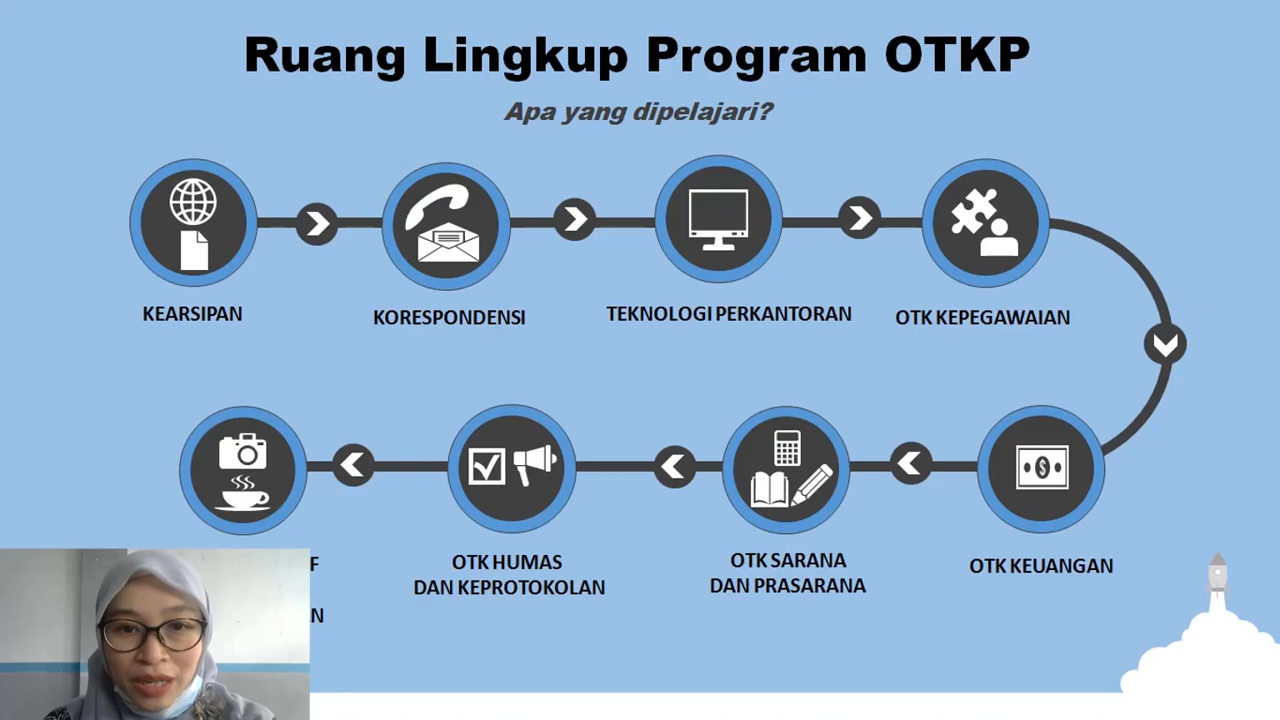 Ruang Lingkup Program OTKP
Apa yang dipelajari?
KEARSIPAN
KORESPONDENSI
TEKNOLOGI PERKANTORAN
OTK KEPEGAWAIAN
OTK HUMAS
DAN KEPROTOKOLAN
OTK SARANA
DAN PRASARANA
OTK KEUANGAN